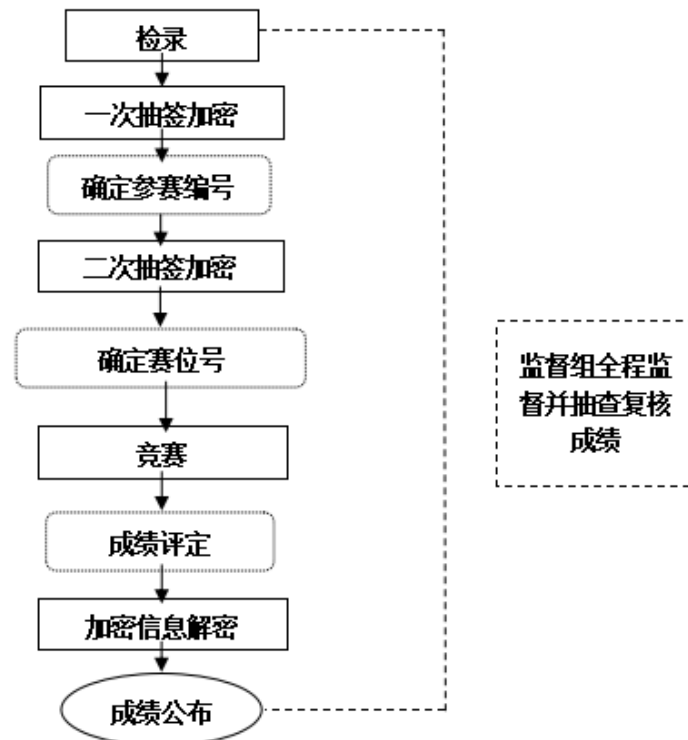 检录
一次抽签加密
确定参赛编号
二次抽签加密
确定赛位号
竞赛
成绩评定
加密信息解密
成绩公布
监督组全程监
督并抽查复核
成绩